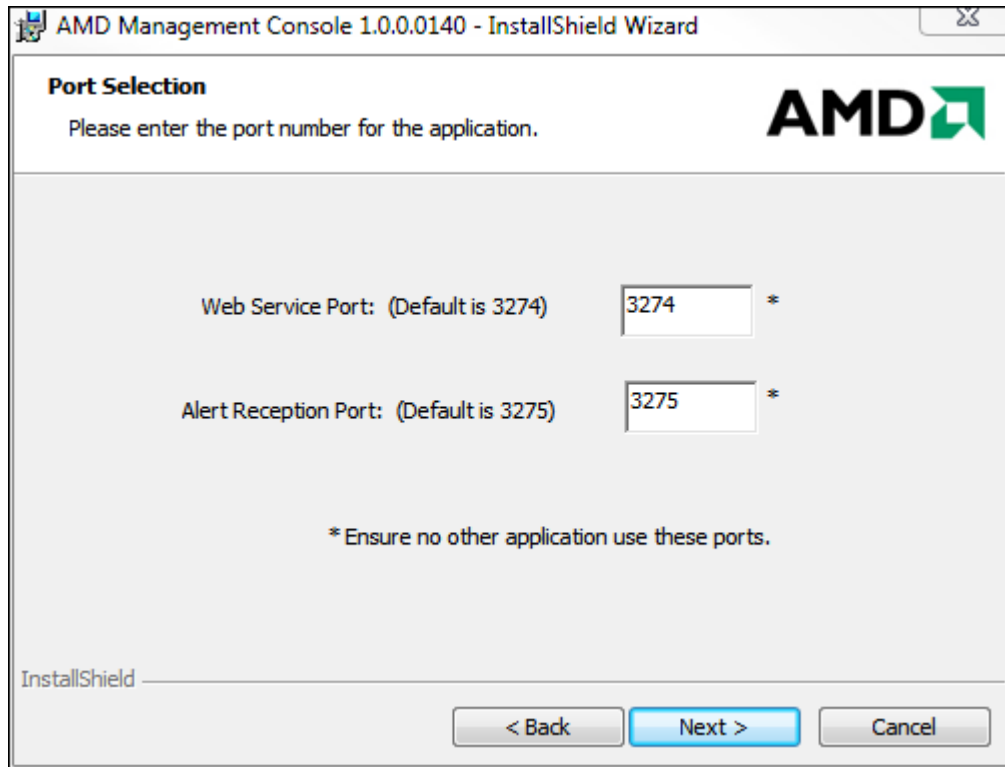 AMD Management Console 1.0.0.0140 - InstallShield Wizard
Port Selection
Please enter the port number for the application.
AMD
Web Service Port: (Default is 3274) 3274 *
Alert Reception Port: (Default is 3275) 3275 *
* Ensure no other application use these ports.
InstallShield
< Back Next > Cancel